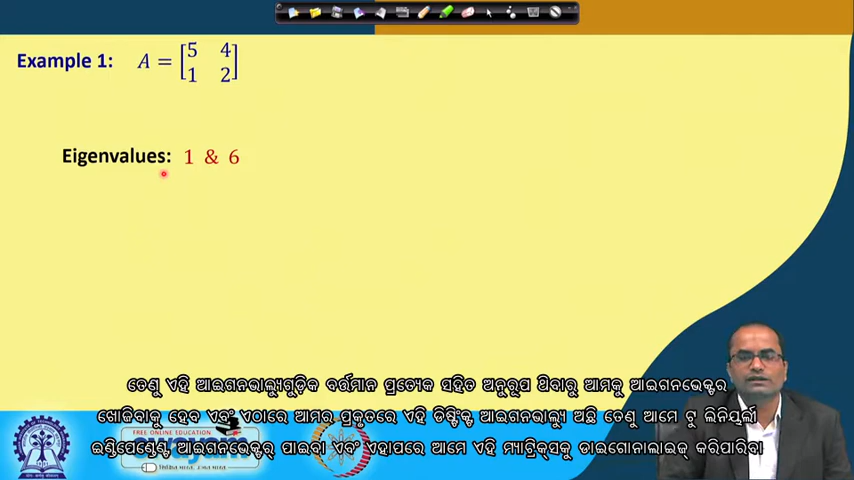 Example 1: A = [5 4
1 2]
Eigenvalues: 1 & 6
ତେଣୁ ଏହି ଆଇଗନଭାଲ୍ୟୁଗୁଡ଼ିକ ବର୍ତ୍ତମାନ ପ୍ରତ୍ୟେକ ସହିତ ଅନୁରୂପ ଥିବାରୁ ଆମକୁ ଆଇଗନଭେକ୍ଟର
ଖୋଜିବାକୁ ହେବ ଏବଂ ଏଠାରେ ଆମର ପ୍ରକୃତରେ ଏହି ଡିଷ୍ଟିଂକ୍ଟ ଆଇଗନଭାଲ୍ୟୁ ଅଛି ତେଣୁ ଆମେ ଟୁ ଲିନିୟର୍ଲୀ
ଇଣ୍ଡିପେଣ୍ଡେଣ୍ଟ ଆଇଗନଭେକ୍ଟର୍ ପାଇବା ଏବଂ ଏହାପରେ ଆମେ ଏହି ମ୍ୟାଟ୍ରିକ୍ସକୁ ଡାଇଗୋନାଲାଇଜ୍ କରିପାରିବା
FREE ONLINE EDUCATION
swayam